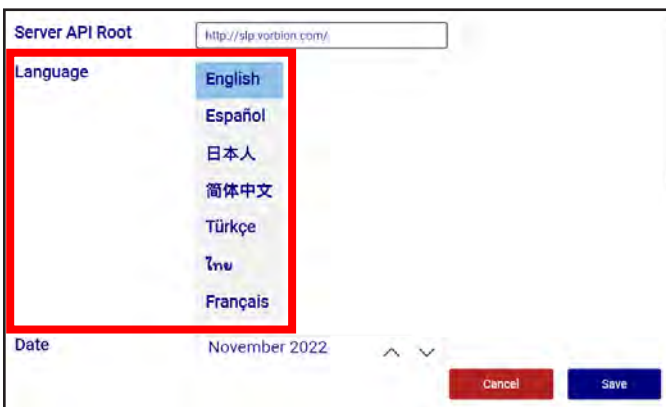 Server API Root http://slp.vorbion.com/
Language English
Español
日本人
简体中文
Türkçe
ไทย
Français
Date November 2022
Cancel Save